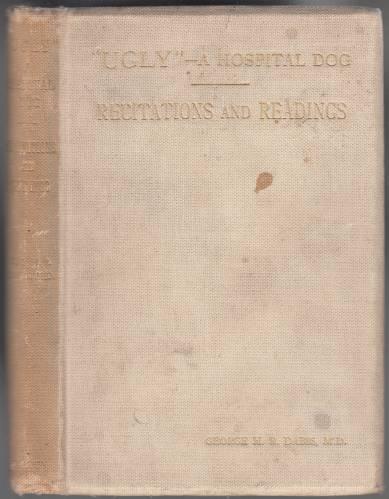 "UGLY"—A HOSPITAL DOG
RECITATIONS AND READINGS
GEORGE H. R. DABBS, M.D.